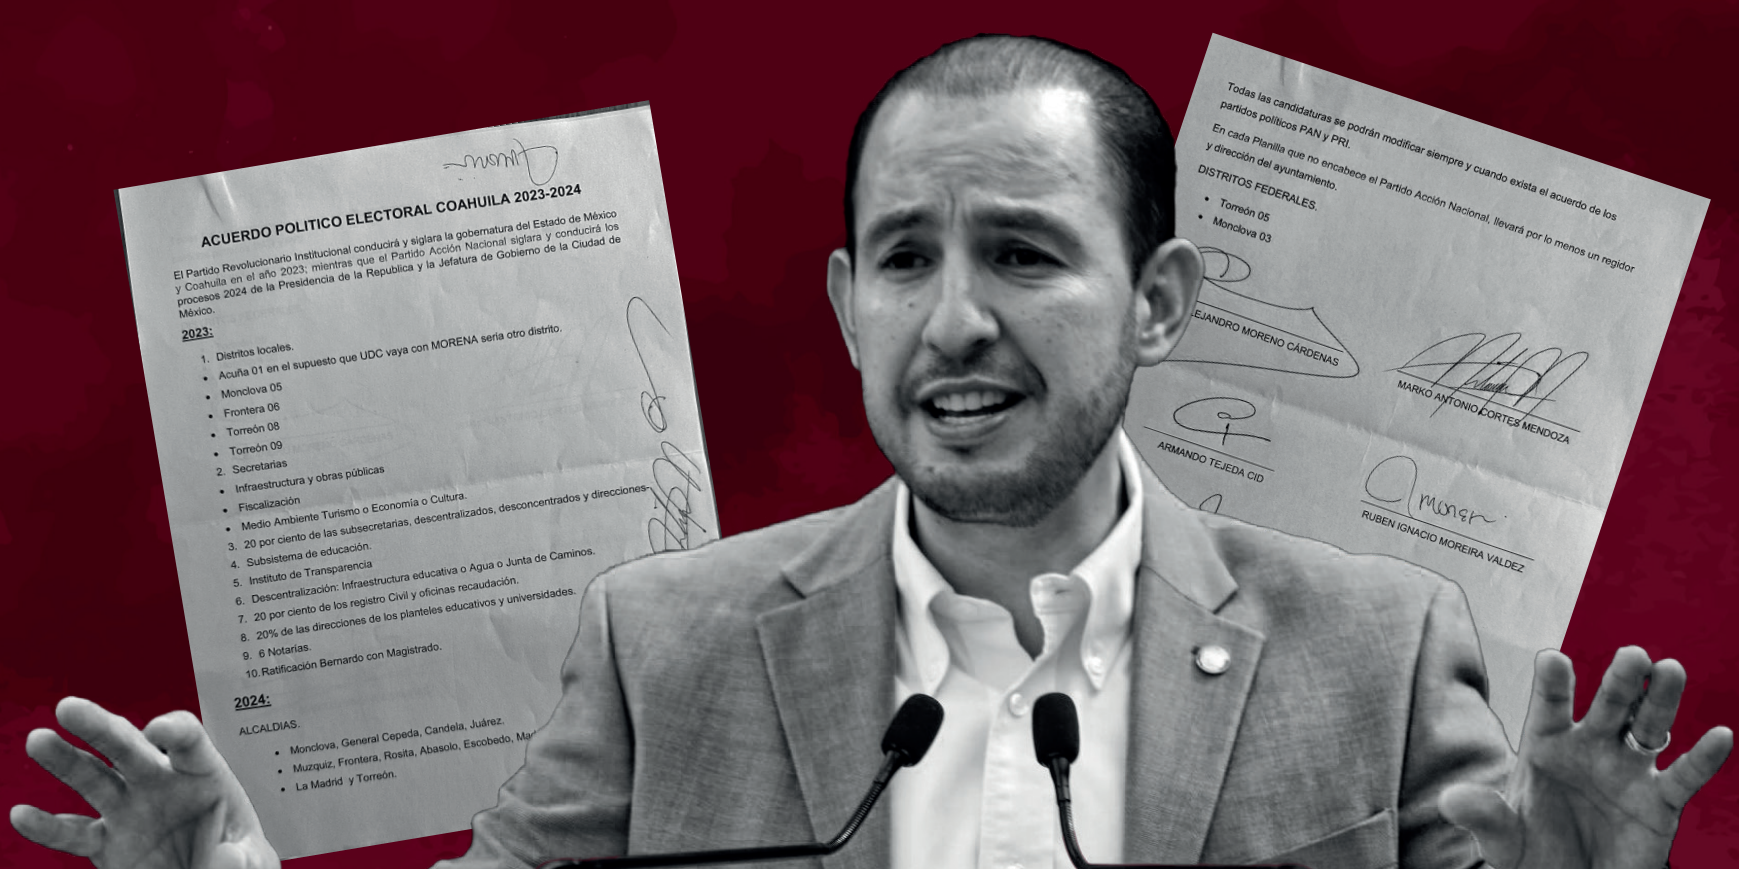 ACUERDO POLITICO ELECTORAL COAHUILA 2023-2024
El Partido Revolucionario Institucional conducirá y siglara la gobernatura del Estado de México
y Coahuila en el año 2023; mientras que el Partido Acción Nacional siglara y conducirá los
procesos 2024 de la Presidencia de la Republica y la Jefatura de Gobierno de la Ciudad de
México.
2023:
1. Distritos locales.
• Acuña 01 en el supuesto que UDC vaya con MORENA sería otro distrito.
• Monclova 05
• Frontera 06
• Torreón 08
• Torreón 09
2. Secretarias
• Infraestructura y obras públicas
• Fiscalización
• Medio Ambiente Turismo o Economía o Cultura.
3. 20 por ciento de las subsecretarias, descentralizados, desconcentrados y direcciones
4. Subsistema de educación.
5. Instituto de Transparencia
6. Descentralización: Infraestructura educativa o Agua o Junta de Caminos.
7. 20 por ciento de los registro Civil y oficinas recaudación.
8. 20% de las direcciones de los planteles educativos y universidades.
9. 6 Notarías.
10. Ratificación Bernardo con Magistrado.
2024:
ALCALDIAS.
• Monclova, General Cepeda, Candela, Juárez.
• Muzquiz, Frontera, Rosita, Abasolo, Escobedo,
• La Madrid y Torreón.
Todas las candidaturas se podrán modificar siempre y cuando exista el acuerdo de los
partidos políticos PAN y PRI.
En cada Planilla que no encabece el Partido Acción Nacional, llevará por lo menos un regidor
y dirección del ayuntamiento.
DISTRITOS FEDERALES.
• Torreón 05
• Monclova 03
LEJANDRO MORENO CÁRDENAS
MARKO ANTONIO CORTES MENDOZA
ARMANDO TEJEDA CID
RUBEN IGNACIO MOREIRA VALDEZ